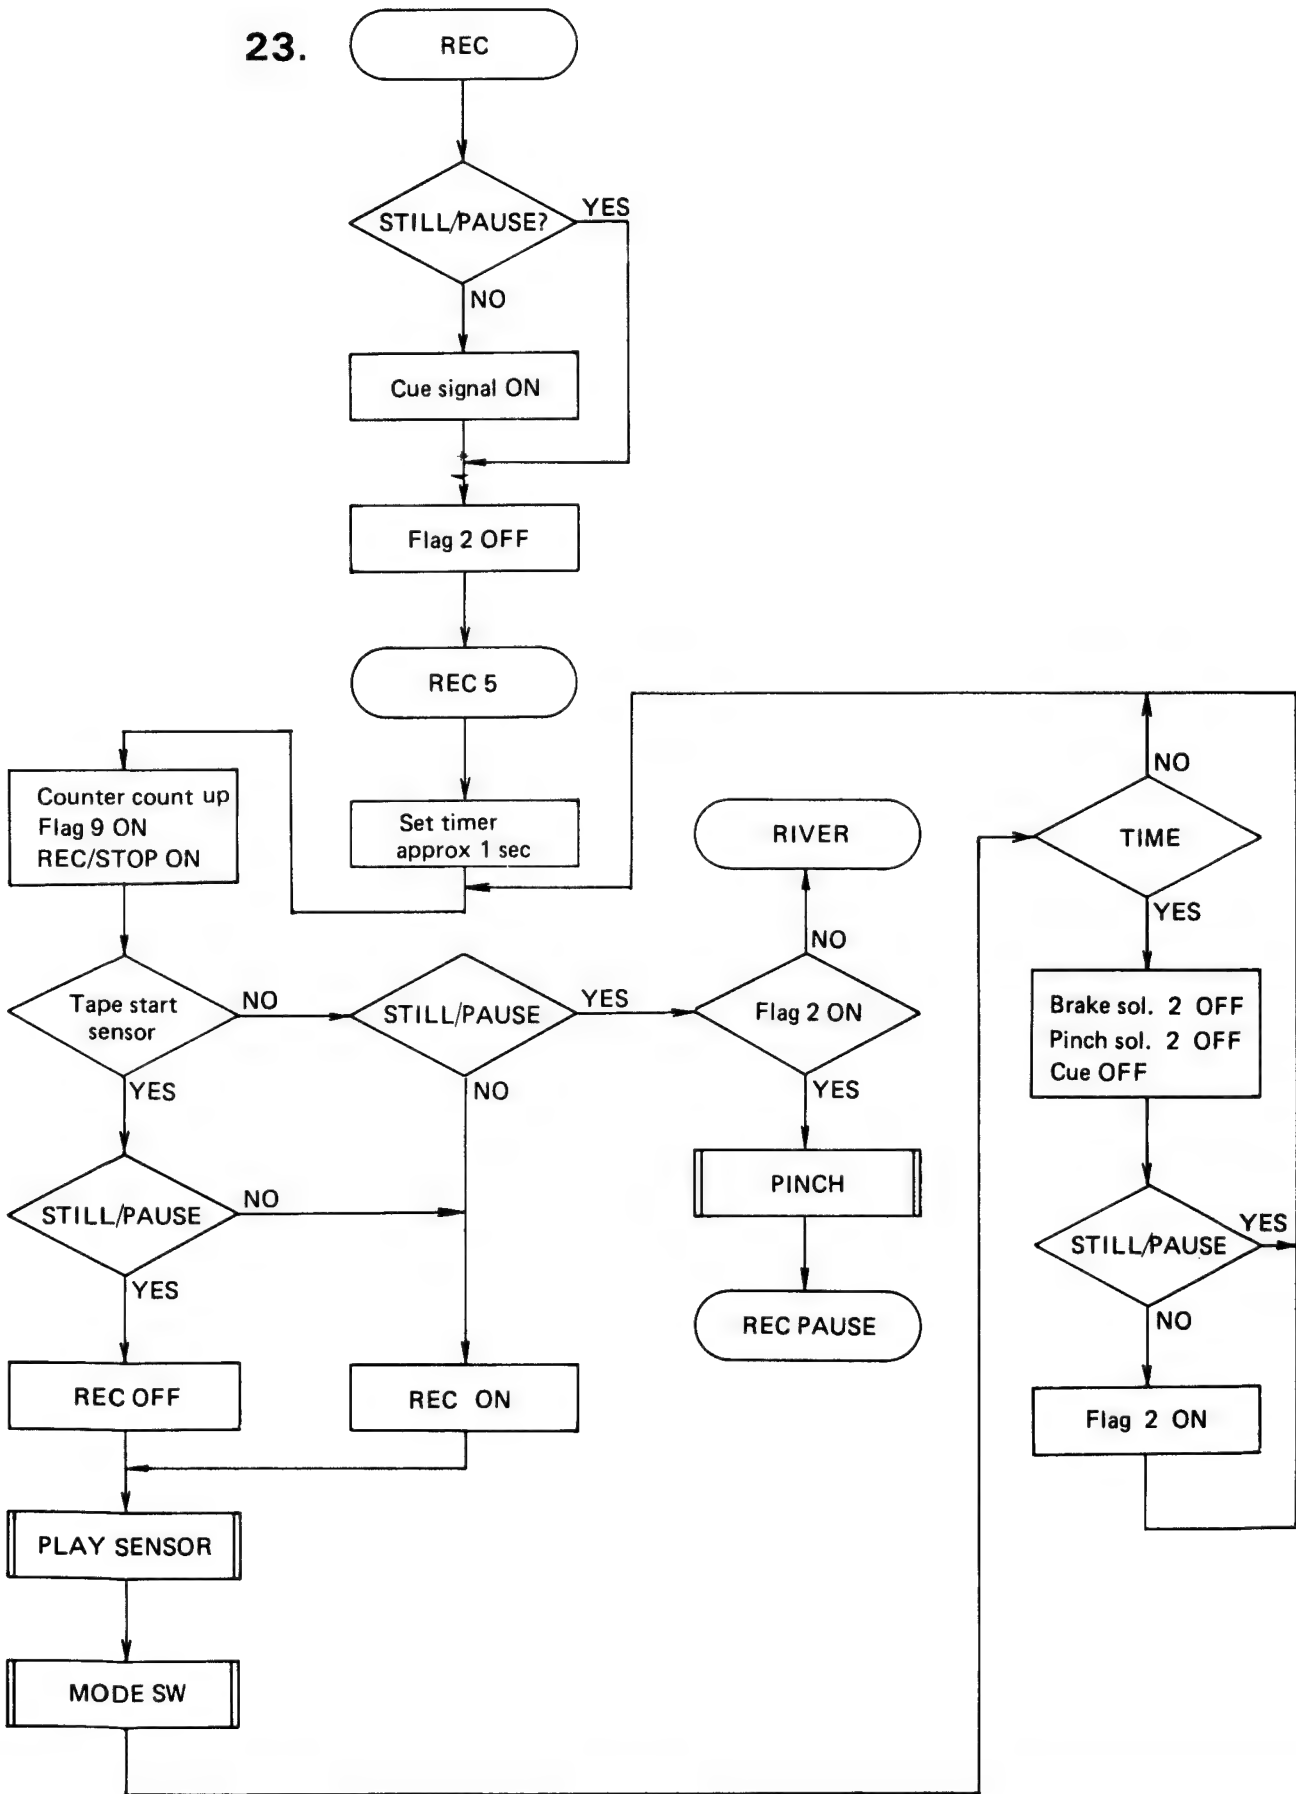 23.
REC
STILL/PAUSE?
YES
NO
Cue signal ON
Flag 2 OFF
REC 5
Set timer
approx 1 sec
Counter count up
Flag 9 ON
REC/STOP ON
Tape start
sensor
NO
YES
STILL/PAUSE
YES
NO
Flag 2 ON
NO
YES
RIVER
PINCH
REC PAUSE
STILL/PAUSE
NO
YES
REC OFF
REC ON
PLAY SENSOR
MODE SW
TIME
NO
YES
Brake sol. 2 OFF
Pinch sol. 2 OFF
Cue OFF
STILL/PAUSE
YES
NO
Flag 2 ON